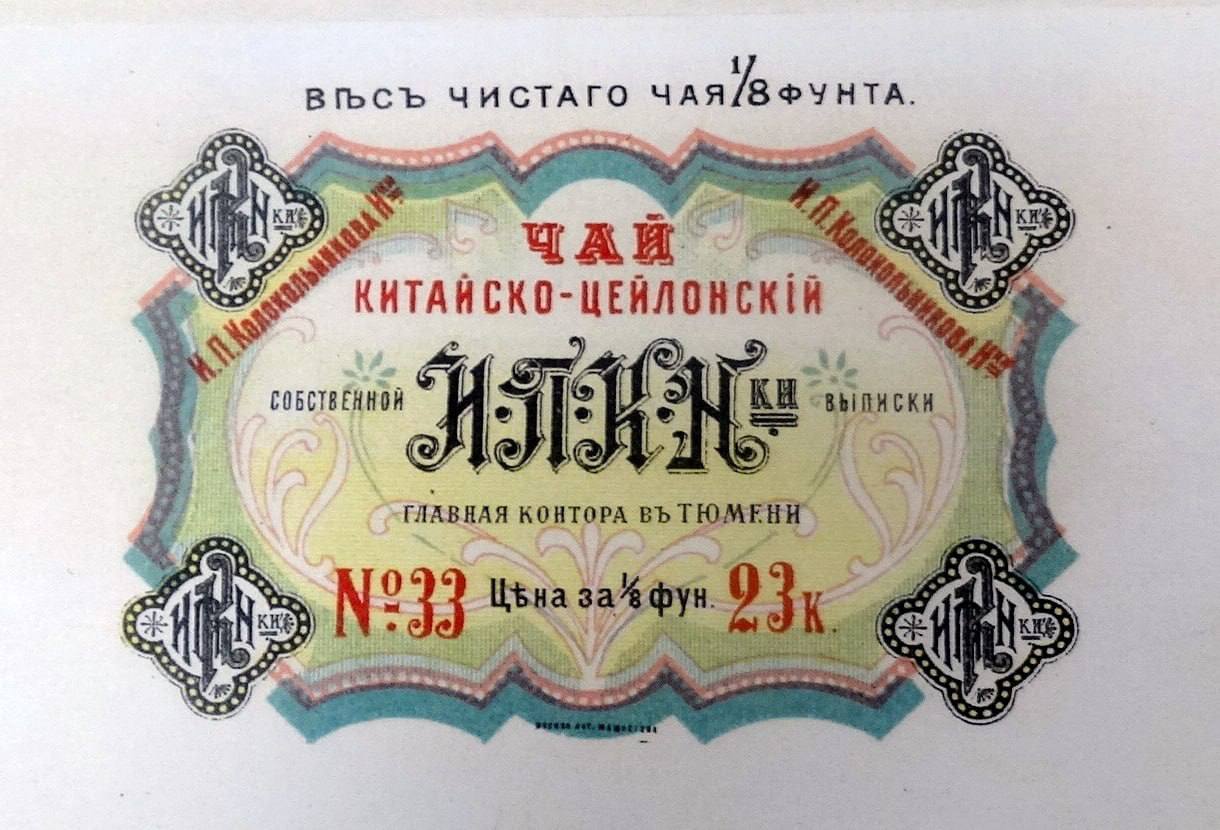 ВѢСЪ ЧИСТАГО ЧАЯ 1/8 ФУНТА.
И. П. Колокольникова Н-ки
И. П. Колокольникова Н-ки
ЧАЙ
КИТАЙСКО-ЦЕЙЛОНСКІЙ
СОБСТВЕННОЙ И·П·К·Н-КИ ВЫПИСКИ
ГЛАВНАЯ КОНТОРА ВЪ ТЮМЕНИ
№ 33 Цѣна за 1/8 фун. 23 к.